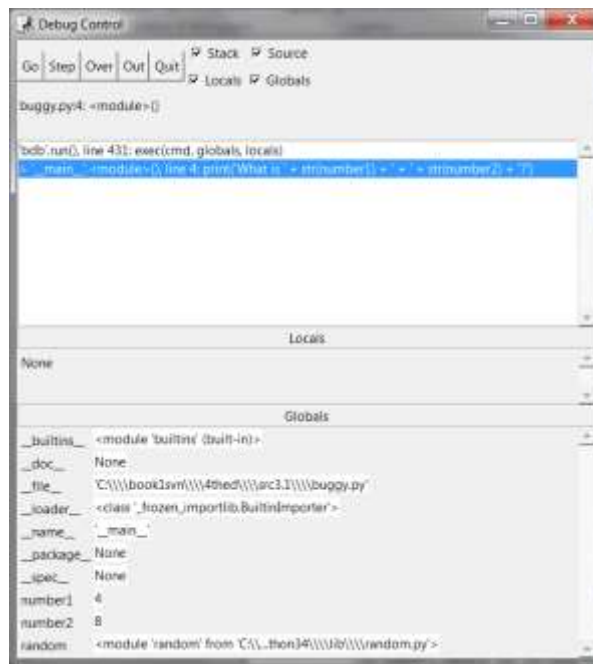 Debug Control
Go Step Over Out Quit Stack Source
Locals Globals
buggy.py:4: <module>()
'bdb'.run(), line 431: exec(cmd, globals, locals)
> '__main__'.<module>(), line 4: print('What is ' + str(number1) + ' + ' + str(number2) + '?')
Locals
None
Globals
__builtins__ <module 'builtins' (built-in)>
__doc__ None
__file__ 'C:\\\\book1svn\\\\4thed\\\\src3.1\\\\buggy.py'
__loader__ <class '_frozen_importlib.BuiltinImporter'>
__name__ '__main__'
__package__ None
__spec__ None
number1 4
number2 8
random <module 'random' from 'C:\\...thon34\\\\lib\\\\random.py'>